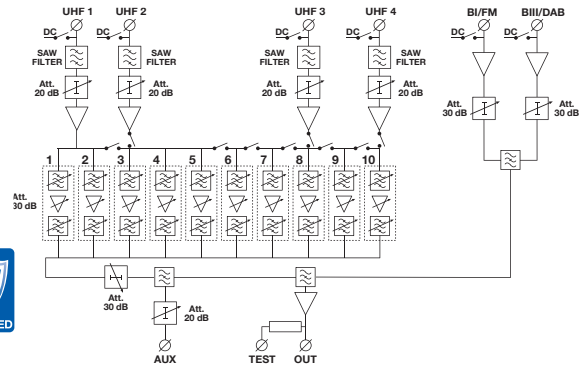 UHF 1 UHF 2 UHF 3 UHF 4 BI/FM BIII/DAB
DC DC DC DC DC DC
SAW FILTER
SAW FILTER
SAW FILTER
SAW FILTER
Att. 20 dB
Att. 20 dB
Att. 20 dB
Att. 20 dB
Att. 30 dB
Att. 30 dB
1 2 3 4 5 6 7 8 9 10
Att. 30 dB
Att. 30 dB
Att. 20 dB
AUX TEST OUT